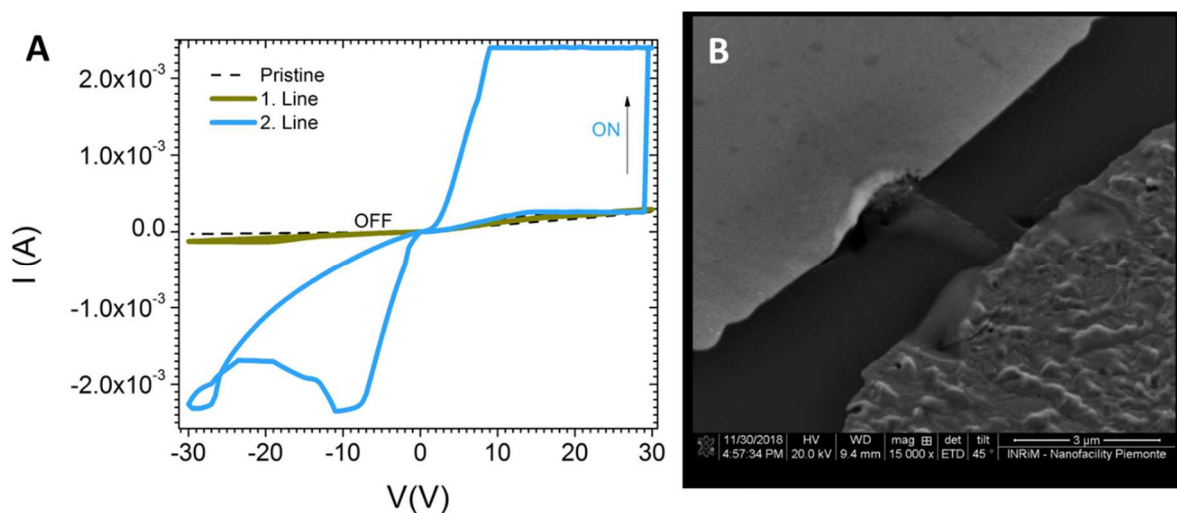 A
2.0x10⁻³
1.0x10⁻³
0.0
-1.0x10⁻³
-2.0x10⁻³
I (A)
Pristine
1. Line
2. Line
ON
OFF
-30 -20 -10 0 10 20 30
V(V)
B
11/30/2018 HV WD mag det tilt 3 μm
4:57:34 PM 20.0 kV 9.4 mm 15 000 x ETD 45 ° INRiM - Nanofacility Piemonte